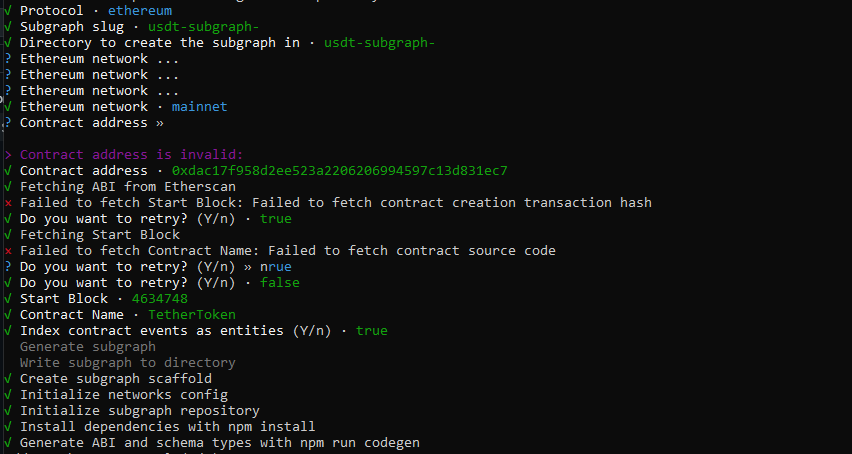 √ Protocol · ethereum
√ Subgraph slug · usdt-subgraph-
√ Directory to create the subgraph in · usdt-subgraph-
? Ethereum network ...
? Ethereum network ...
? Ethereum network ...
√ Ethereum network · mainnet
? Contract address »
> Contract address is invalid:
√ Contract address · 0xdac17f958d2ee523a2206206994597c13d831ec7
√ Fetching ABI from Etherscan
× Failed to fetch Start Block: Failed to fetch contract creation transaction hash
√ Do you want to retry? (Y/n) · true
√ Fetching Start Block
× Failed to fetch Contract Name: Failed to fetch contract source code
? Do you want to retry? (Y/n) » nrue
√ Do you want to retry? (Y/n) · false
√ Start Block · 4634748
√ Contract Name · TetherToken
√ Index contract events as entities (Y/n) · true
Generate subgraph
Write subgraph to directory
√ Create subgraph scaffold
√ Initialize networks config
√ Initialize subgraph repository
√ Install dependencies with npm install
√ Generate ABI and schema types with npm run codegen